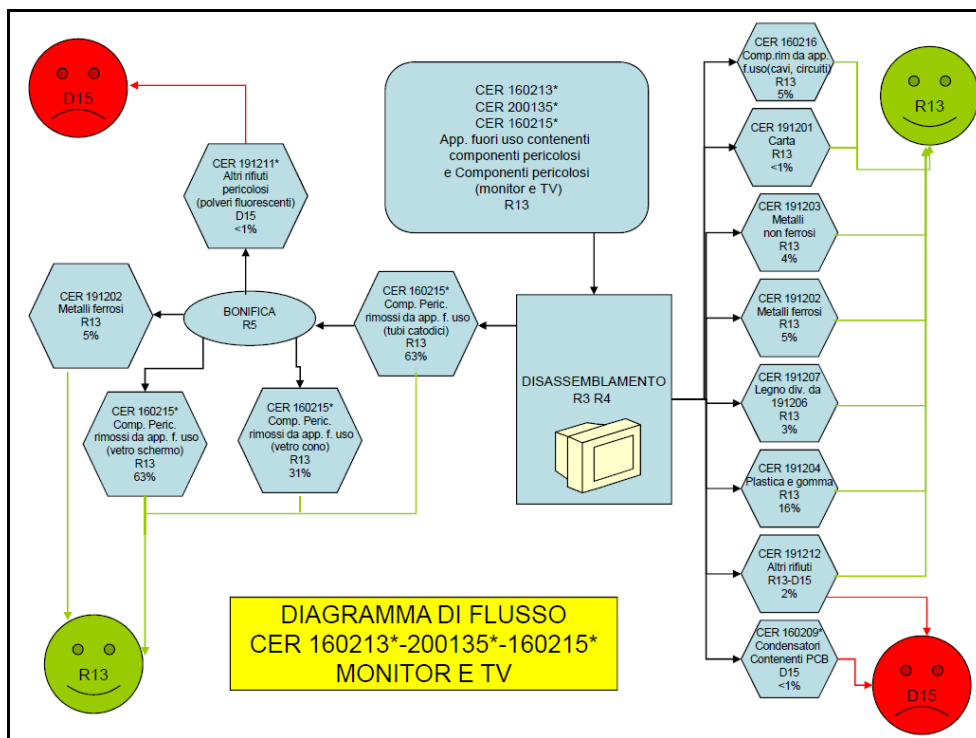 D15
CER 191211*
Altri rifiuti
pericolosi
(polveri fluorescenti)
D15
<1%
CER 160213*
CER 200135*
CER 160215*
App. fuori uso contenenti
componenti pericolosi
e Componenti pericolosi
(monitor e TV)
R13
CER 191202
Metalli ferrosi
R13
5%
BONIFICA
R5
CER 160215*
Comp. Peric.
rimossi da app. f. uso
(tubi catodici)
R13
63%
CER 160215*
Comp. Peric.
rimossi da app. f. uso
(vetro schermo)
R13
63%
CER 160215*
Comp. Peric.
rimossi da app. f. uso
(vetro cono)
R13
31%
DISASSEMBLAMENTO
R3 R4
CER 160216
Comp.rim da app.
f.uso(cavi, circuiti)
R13
5%
R13
CER 191201
Carta
R13
<1%
CER 191203
Metalli
non ferrosi
R13
4%
CER 191202
Metalli ferrosi
R13
5%
CER 191207
Legno div. da
191206
R13
3%
CER 191204
Plastica e gomma
R13
16%
CER 191212
Altri rifiuti
R13-D15
2%
CER 160209*
Condensatori
Contenenti PCB
D15
<1%
D15
R13
DIAGRAMMA DI FLUSSO
CER 160213*-200135*-160215*
MONITOR E TV